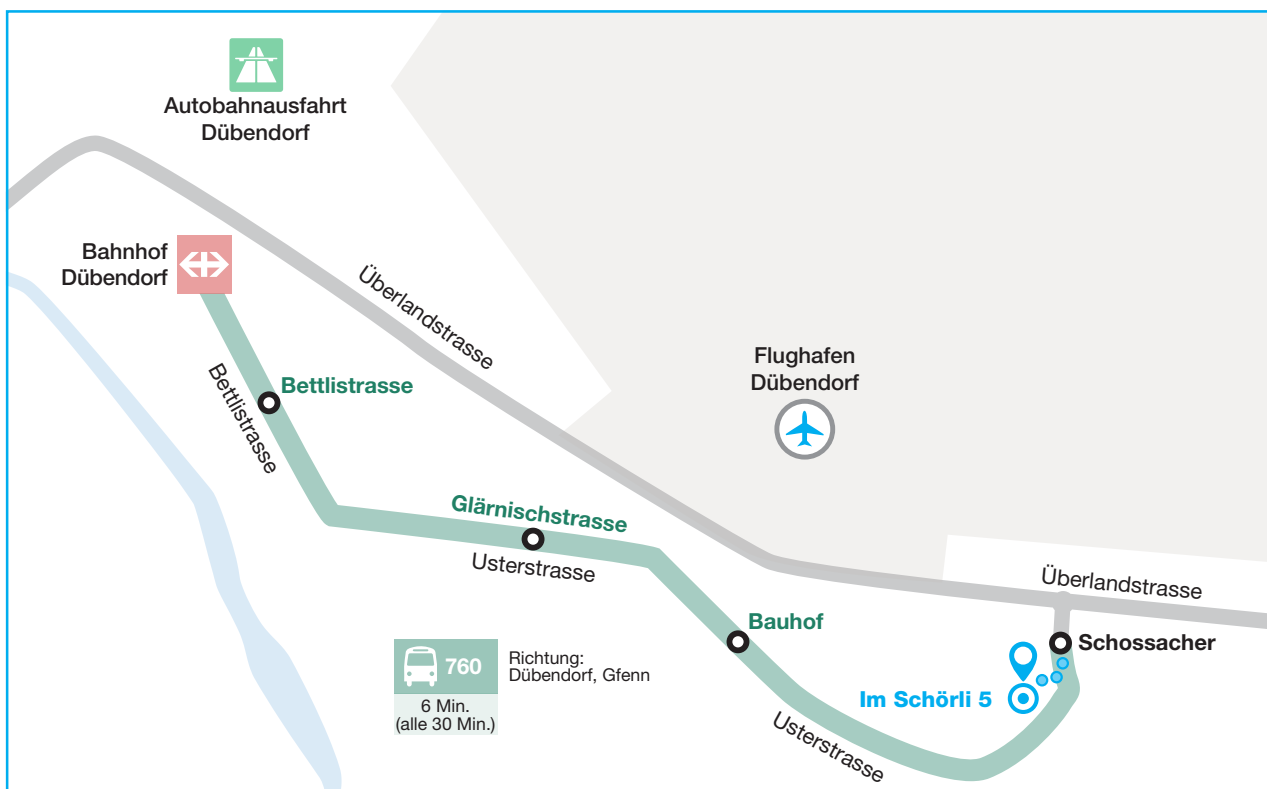 Autobahnausfahrt
Dübendorf
Bahnhof
Dübendorf
Überlandstrasse
Flughafen
Dübendorf
Bettlistrasse
Bettlistrasse
Glärnischstrasse
Usterstrasse
Überlandstrasse
Bauhof
Schossacher
760
Richtung:
Dübendorf, Gfenn
6 Min.
(alle 30 Min.)
Im Schörli 5
Usterstrasse